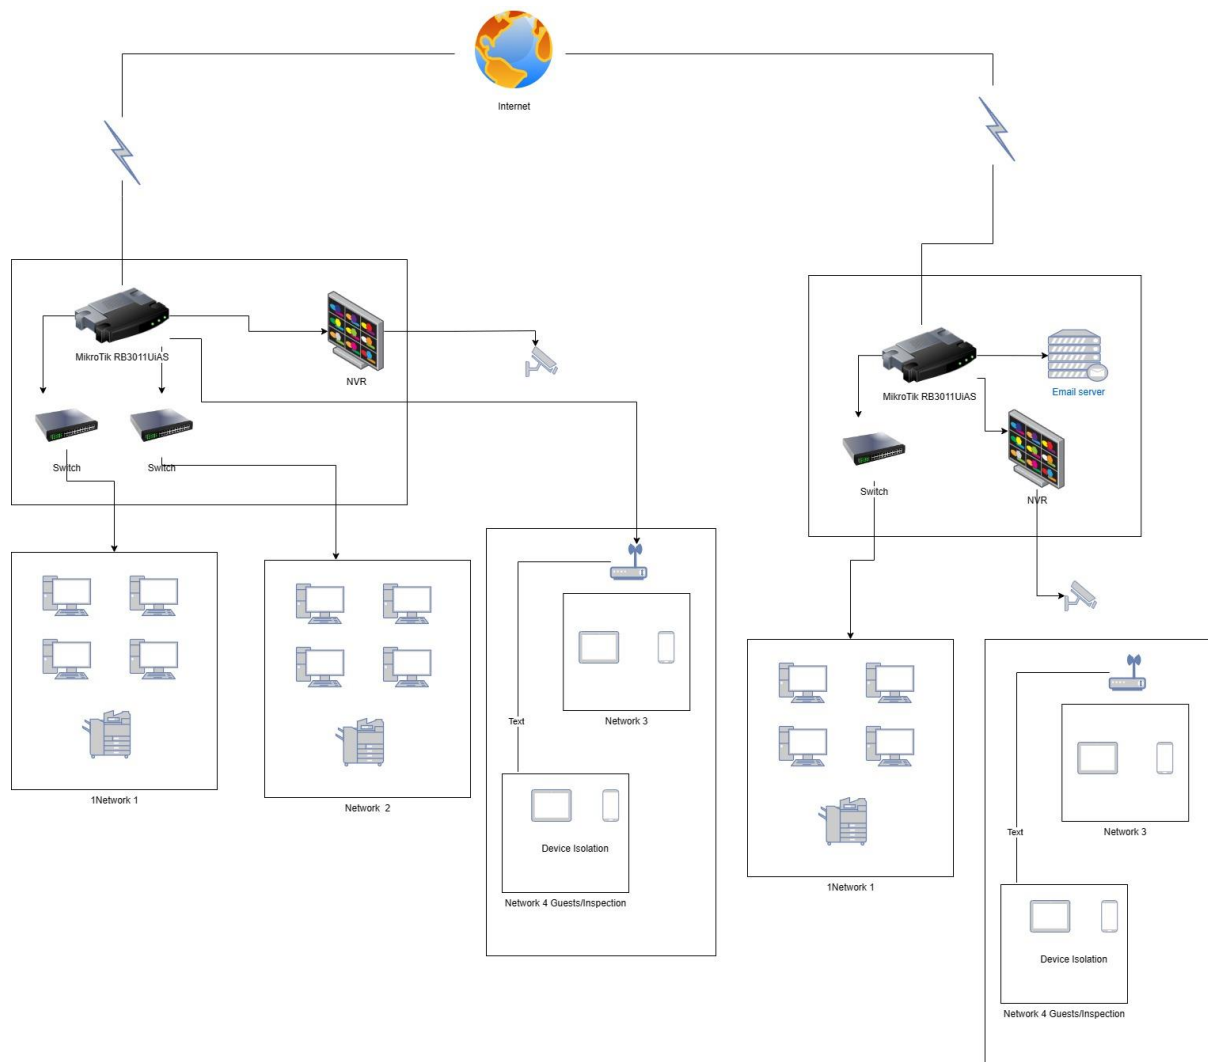 Internet
MikroTik RB3011UiAS
NVR
Switch
Switch
MikroTik RB3011UiAS
Email server
Switch
NVR
1Network 1
Network  2
Text
Network 3
Device Isolation
Network 4 Guests/Inspection
1Network 1
Text
Network 3
Device Isolation
Network 4 Guests/Inspection